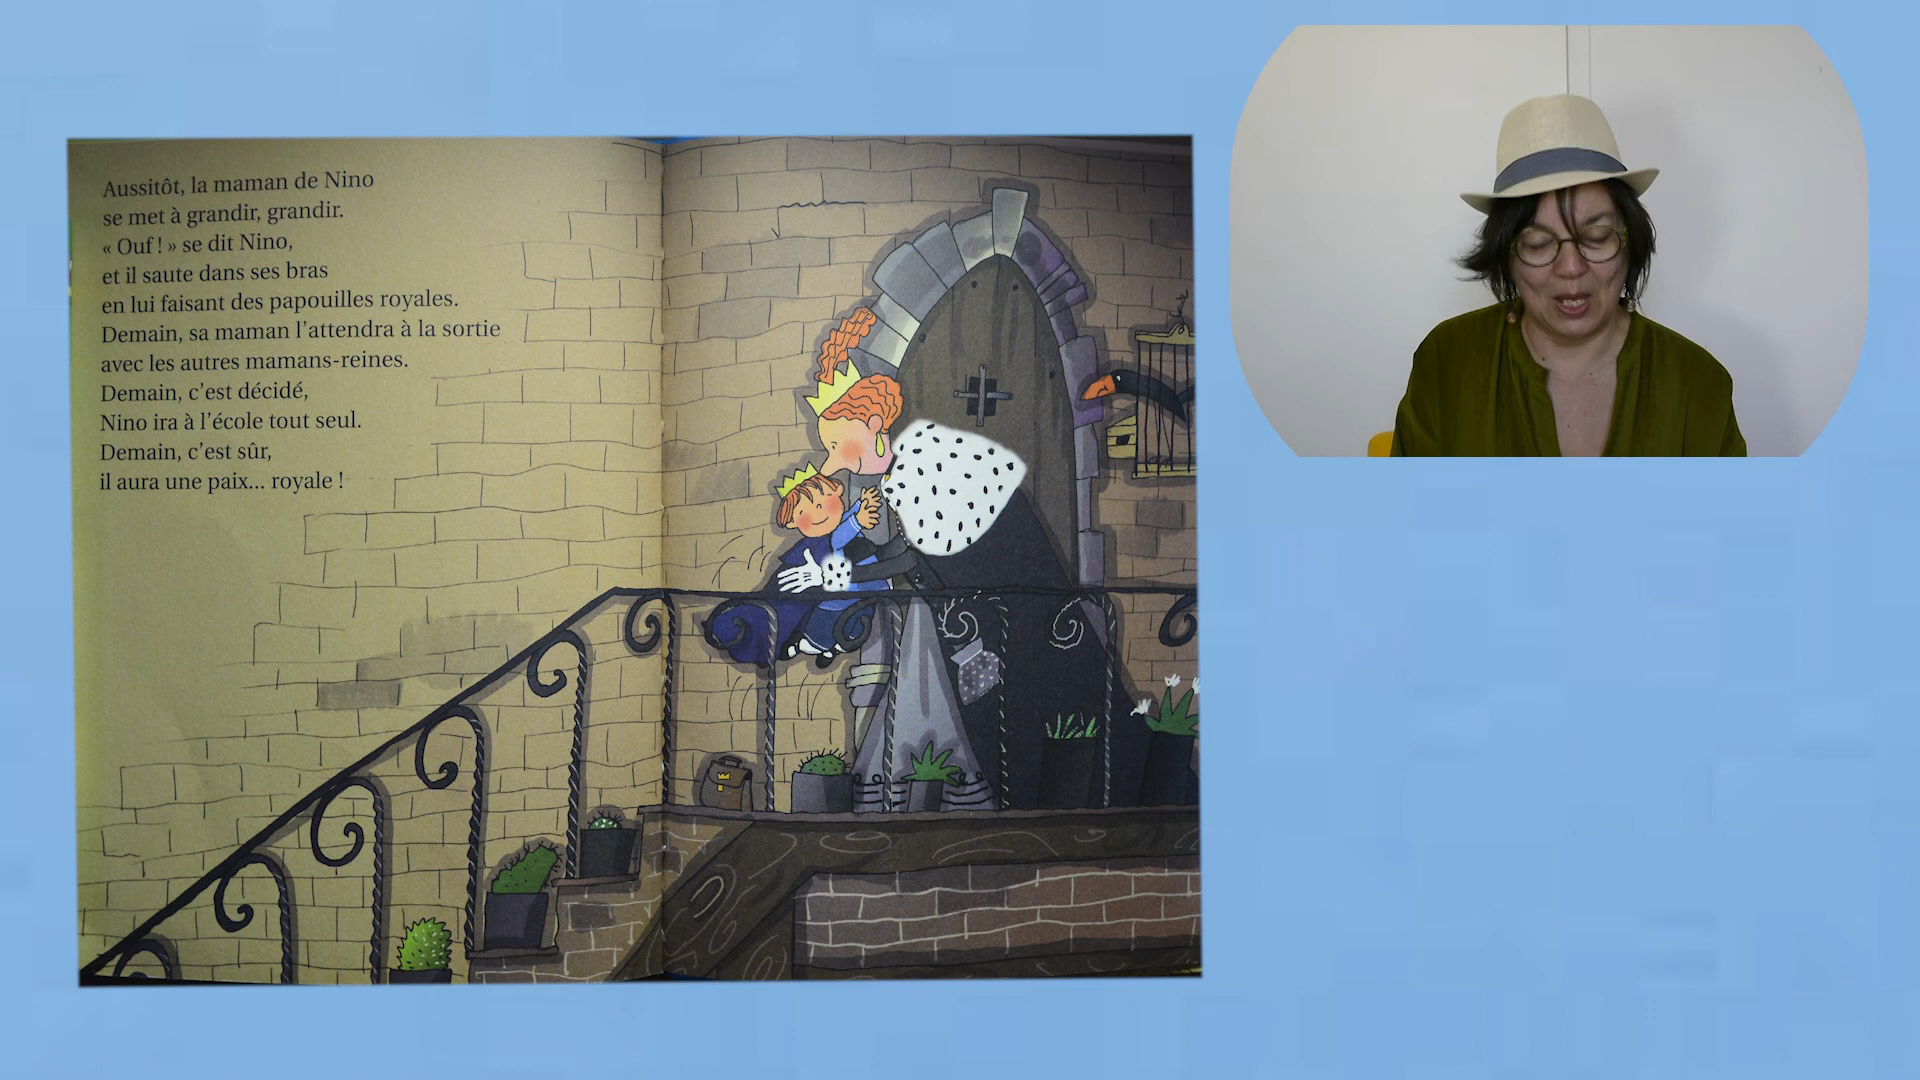 Aussitôt, la maman de Nino
se met à grandir, grandir.
« Ouf ! » se dit Nino,
et il saute dans ses bras
en lui faisant des papouilles royales.
Demain, sa maman l'attendra à la sortie
avec les autres mamans-reines.
Demain, c'est décidé,
Nino ira à l'école tout seul.
Demain, c'est sûr,
il aura une paix... royale !